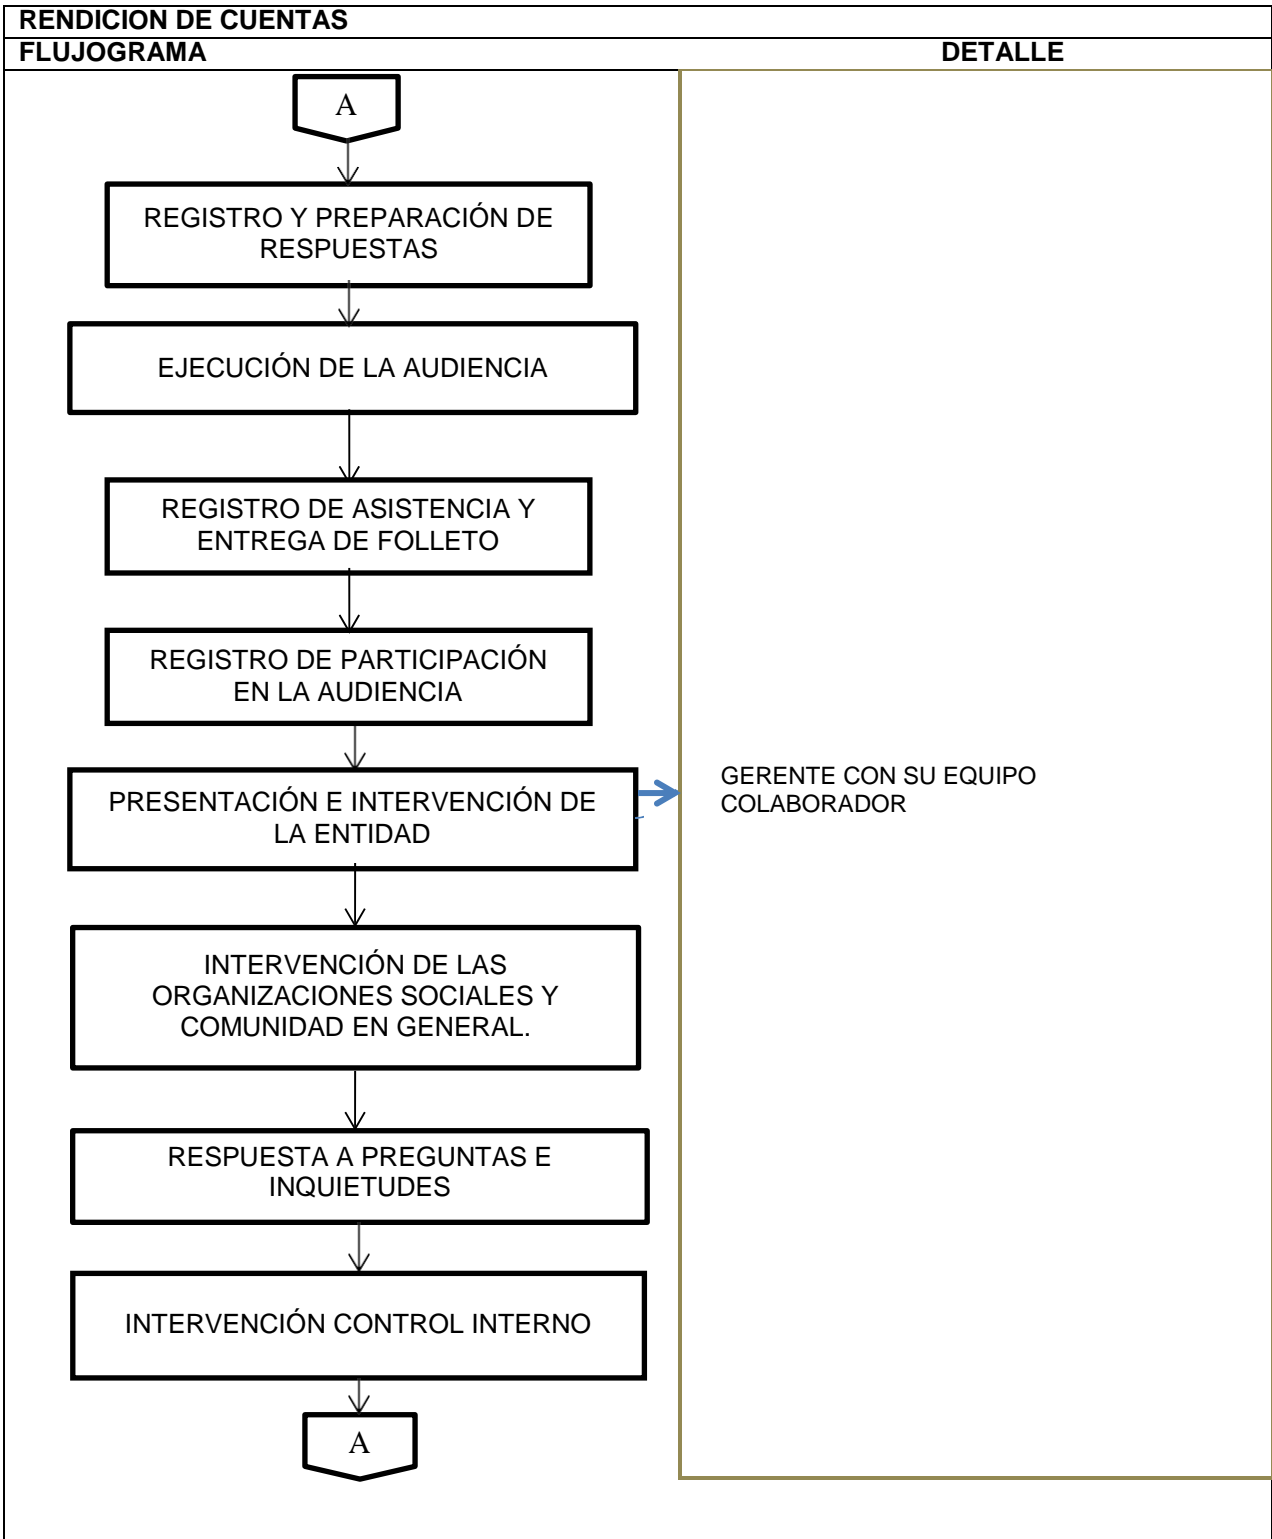 RENDICION DE CUENTAS
FLUJOGRAMA DETALLE
A
REGISTRO Y PREPARACIÓN DE
RESPUESTAS
EJECUCIÓN DE LA AUDIENCIA
REGISTRO DE ASISTENCIA Y
ENTREGA DE FOLLETO
REGISTRO DE PARTICIPACIÓN
EN LA AUDIENCIA
PRESENTACIÓN E INTERVENCIÓN DE
LA ENTIDAD
GERENTE CON SU EQUIPO
COLABORADOR
INTERVENCIÓN DE LAS
ORGANIZACIONES SOCIALES Y
COMUNIDAD EN GENERAL.
RESPUESTA A PREGUNTAS E
INQUIETUDES
INTERVENCIÓN CONTROL INTERNO
A